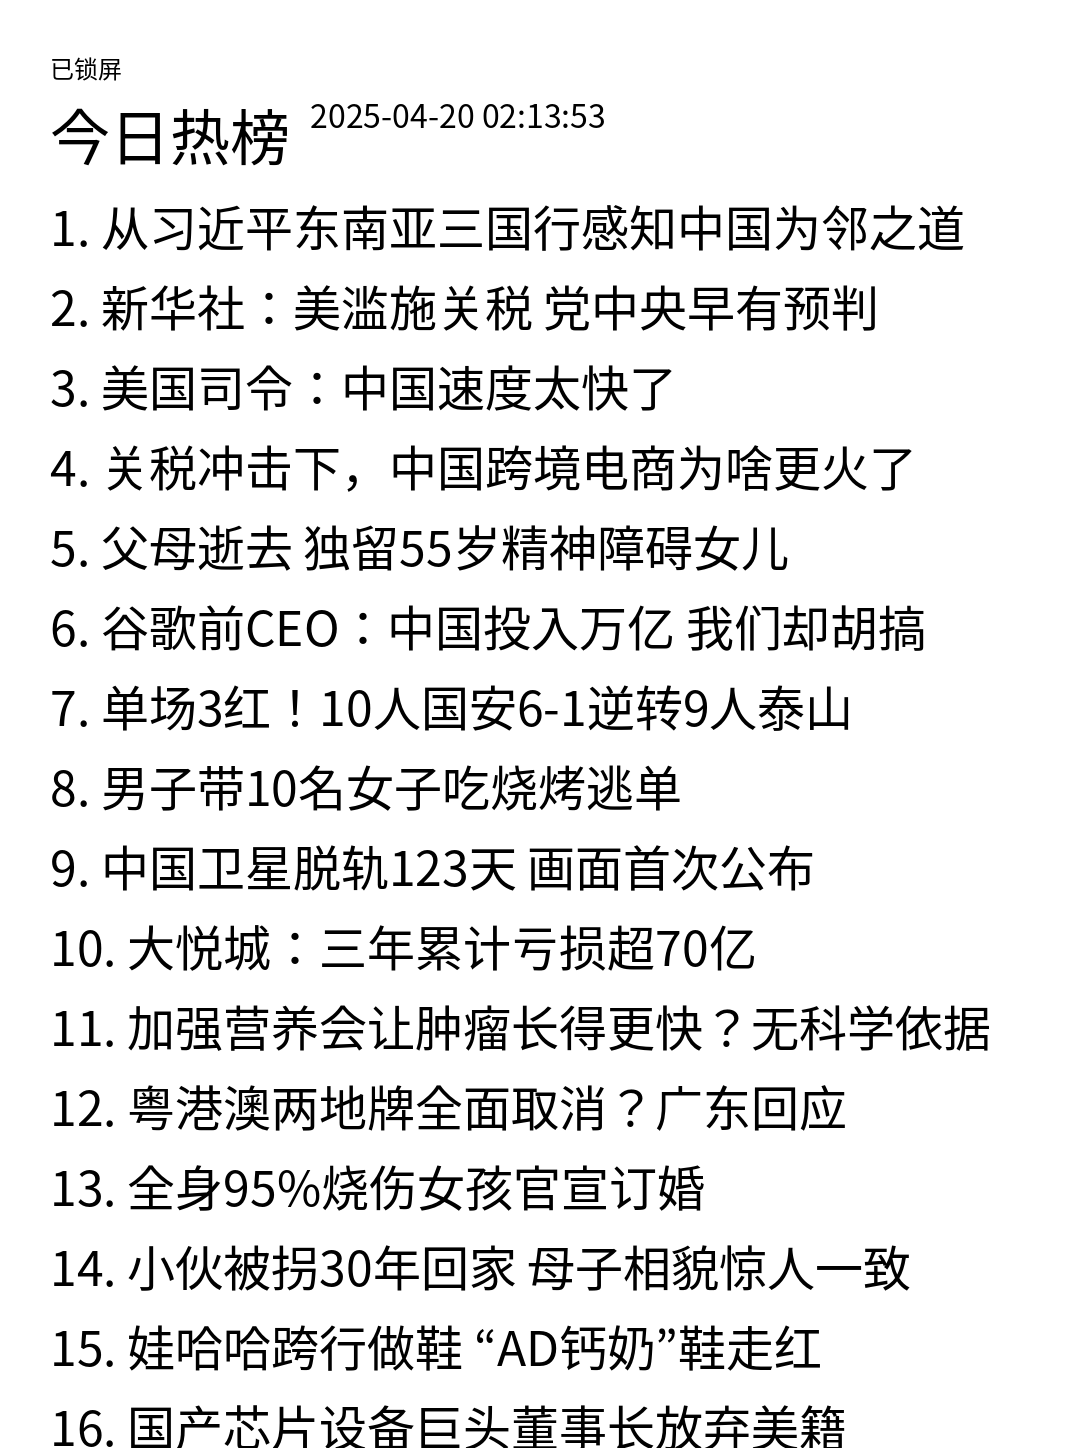 已锁屏
今日热榜 2025-04-20 02:13:53
1. 从习近平东南亚三国行感知中国为邻之道
2. 新华社：美滥施关税 党中央早有预判
3. 美国司令：中国速度太快了
4. 关税冲击下，中国跨境电商为啥更火了
5. 父母逝去 独留55岁精神障碍女儿
6. 谷歌前CEO：中国投入万亿 我们却胡搞
7. 单场3红！10人国安6-1逆转9人泰山
8. 男子带10名女子吃烧烤逃单
9. 中国卫星脱轨123天 画面首次公布
10. 大悦城：三年累计亏损超70亿
11. 加强营养会让肿瘤长得更快？无科学依据
12. 粤港澳两地牌全面取消？广东回应
13. 全身95%烧伤女孩官宣订婚
14. 小伙被拐30年回家 母子相貌惊人一致
15. 娃哈哈跨行做鞋 “AD钙奶”鞋走红
16. 国产芯片设备巨头董事长放弃美籍